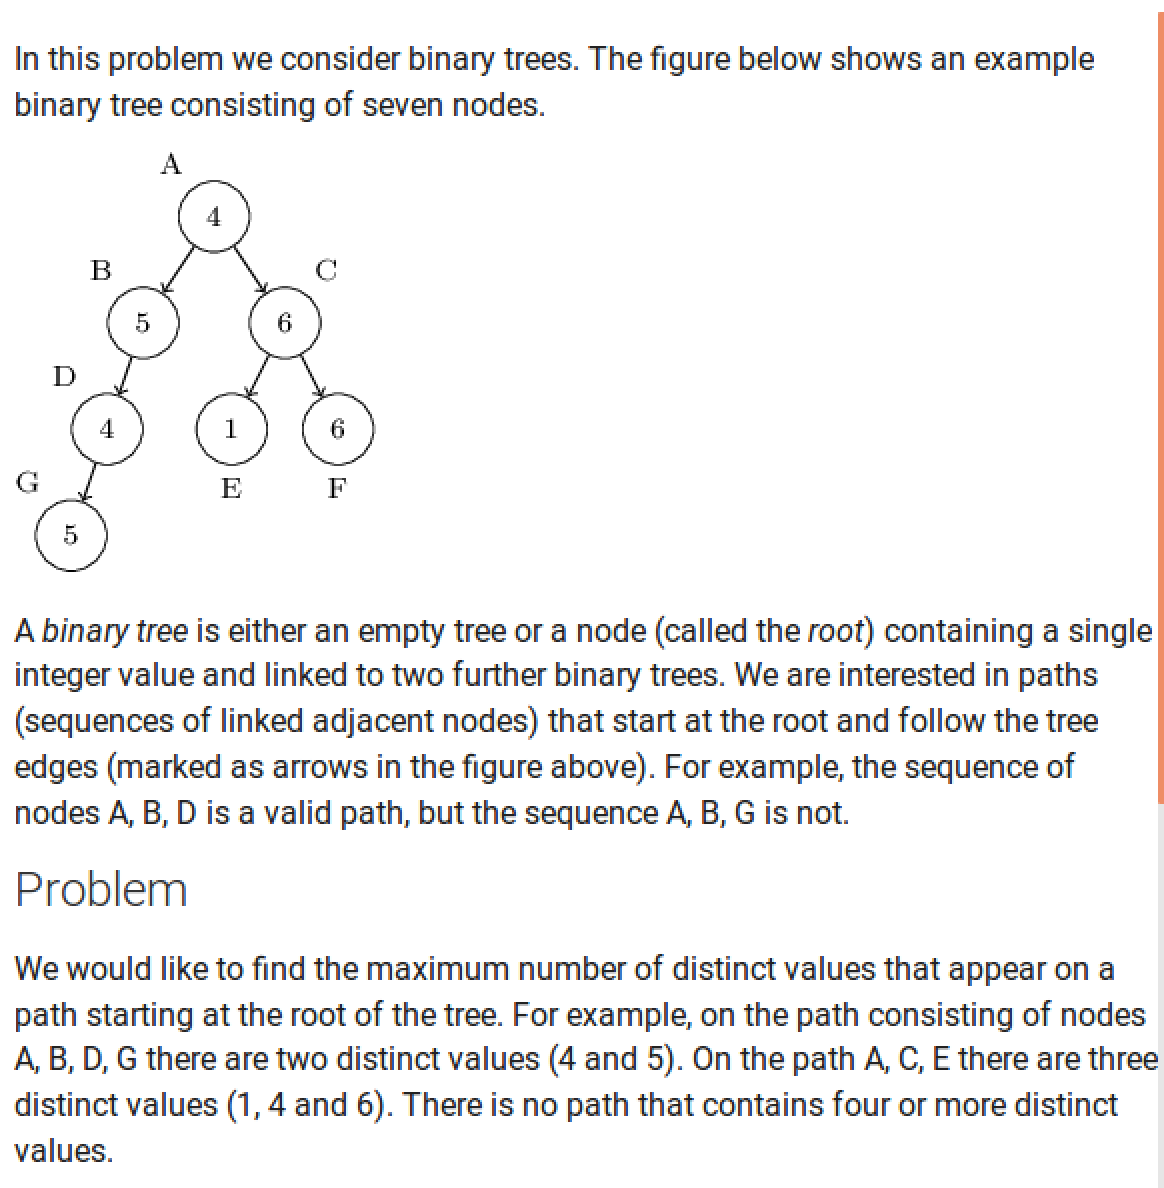 In this problem we consider binary trees. The figure below shows an example
binary tree consisting of seven nodes.
A
4
B
C
5
6
D
4
1
6
G
E
F
5
A binary tree is either an empty tree or a node (called the root) containing a single
integer value and linked to two further binary trees. We are interested in paths
(sequences of linked adjacent nodes) that start at the root and follow the tree
edges (marked as arrows in the figure above). For example, the sequence of
nodes A, B, D is a valid path, but the sequence A, B, G is not.
Problem
We would like to find the maximum number of distinct values that appear on a
path starting at the root of the tree. For example, on the path consisting of nodes
A, B, D, G there are two distinct values (4 and 5). On the path A, C, E there are three
distinct values (1, 4 and 6). There is no path that contains four or more distinct
values.